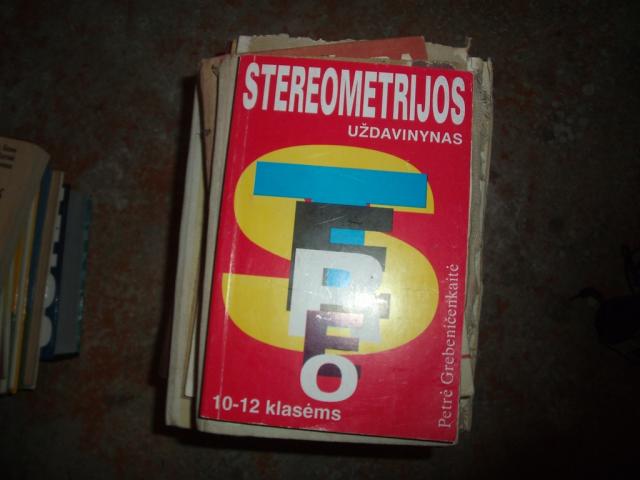 STEREOMETRIJOS
UŽDAVINYNAS
STEREO
10-12 klasėms
Petrė Grebeničenkaitė